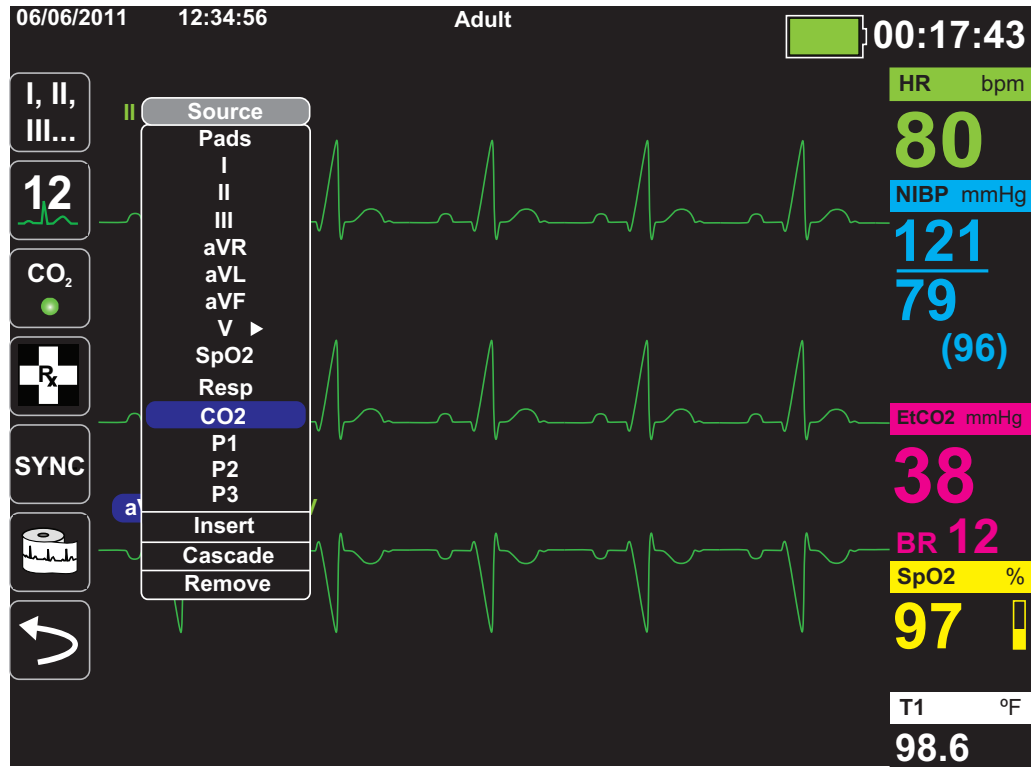 06/06/2011 12:34:56 Adult 00:17:43
I, II,
III...
12
CO₂
Rx
SYNC
II
Source
Pads
I
II
III
aVR
aVL
aVF
V ▶
SpO2
Resp
CO2
P1
P2
P3
Insert
Cascade
Remove
HR bpm
80
NIBP mmHg
121
79
(96)
EtCO2 mmHg
38
BR 12
SpO2 %
97
T1 ºF
98.6